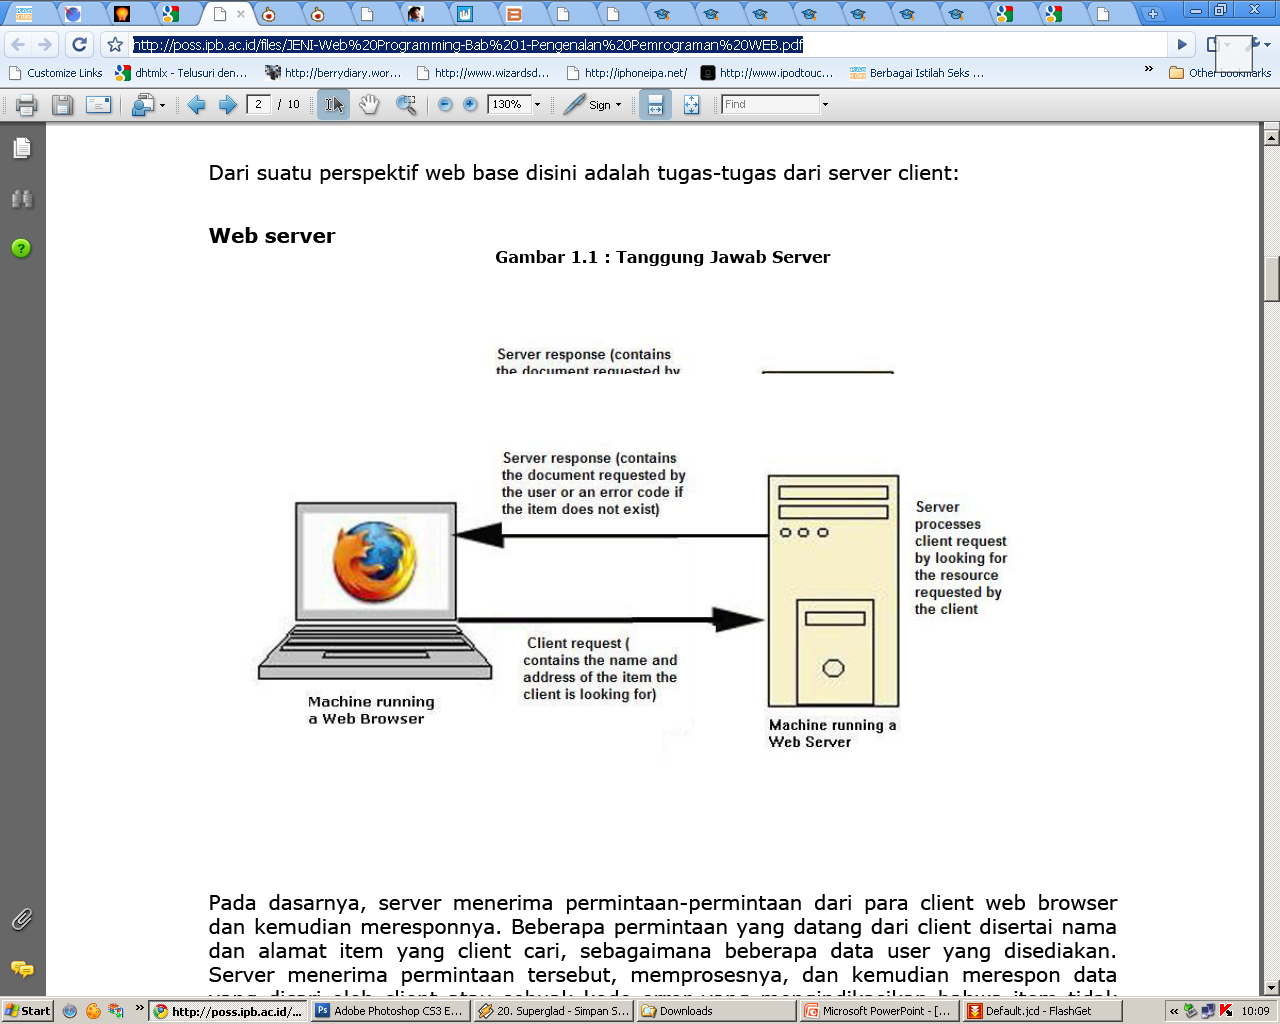 http://poss.ipb.ac.id/files/JENI-Web%20Programming-Bab%201-Pengenalan%20Pemrograman%20WEB.pdf
Customize Links
dhtmlx - Telusuri den...
http://berrydiary.wor...
http://www.wizardsd...
http://iphoneipa.net/
http://www.ipodtouc...
Berbagai Istilah Seks ...
»
Other bookmarks
2 / 10
130%
Sign
Find
Dari suatu perspektif web base disini adalah tugas-tugas dari server client:
Web server
Gambar 1.1 : Tanggung Jawab Server
Server response (contains
the document requested by
Server response (contains
the document requested by
the user or an error code if
the item does not exist)
Server
processes
client request
by looking for
the resource
requested by
the client
Client request (
contains the name and
address of the item the
client is looking for)
Machine running
a Web Browser
Machine running a
Web Server
Pada dasarnya, server menerima permintaan-permintaan dari para client web browser
dan kemudian meresponnya. Beberapa permintaan yang datang dari client disertai nama
dan alamat item yang client cari, sebagaimana beberapa data user yang disediakan.
Server menerima permintaan tersebut, memprosesnya, dan kemudian merespon data
Start
»
http://poss.ipb.ac.id/...
Adobe Photoshop CS3 E...
20. Superglad - Simpan S...
Downloads
Microsoft PowerPoint - [...
Default.jcd - FlashGet
«
10:09